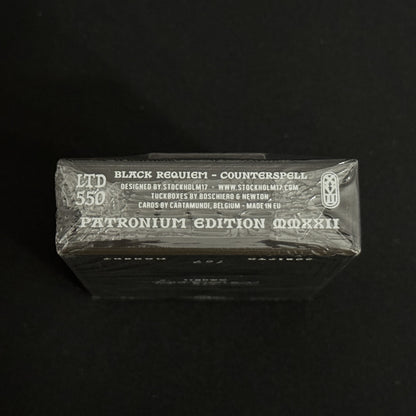 LTD
550
BLACK REQUIEM - COUNTERSPELL
DESIGNED BY STOCKHOLM17 - WWW.STOCKHOLM17.COM
TUCKBOXES BY BOSCHIERO & NEWTON,
CARDS BY CARTAMUNDI, BELGIUM - MADE IN EU
PATRONIUM EDITION MMXXII